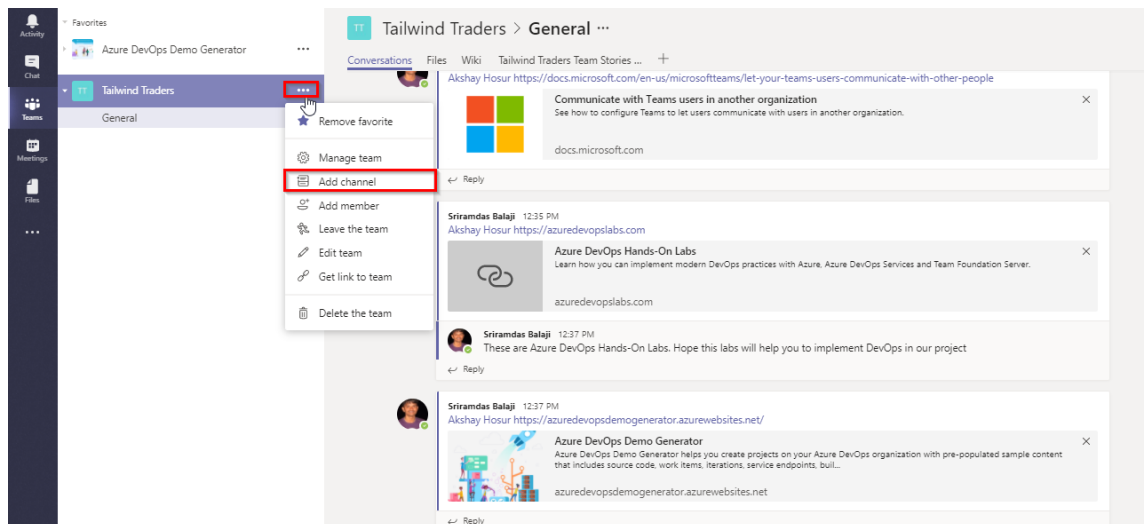 Activity
Chat
Teams
Meetings
Files
Favorites
Azure DevOps Demo Generator
TT Tailwind Traders
General
Remove favorite
Manage team
Add channel
Add member
Leave the team
Edit team
Get link to team
Delete the team
TT Tailwind Traders > General ···
Conversations Files Wiki Tailwind Traders Team Stories ... +
Akshay Hosur https://docs.microsoft.com/en-us/microsoftteams/let-your-teams-users-communicate-with-other-people
Communicate with Teams users in another organization
See how to configure Teams to let users communicate with users in another organization.
docs.microsoft.com
Reply
Sriramdas Balaji 12:35 PM
Akshay Hosur https://azuredevopslabs.com
Azure DevOps Hands-On Labs
Learn how you can implement modern DevOps practices with Azure, Azure DevOps Services and Team Foundation Server.
azuredevopslabs.com
Sriramdas Balaji 12:37 PM
These are Azure DevOps Hands-On Labs. Hope this labs will help you to implement DevOps in our project
Reply
Sriramdas Balaji 12:37 PM
Akshay Hosur https://azuredevopsdemogenerator.azurewebsites.net/
Azure DevOps Demo Generator
Azure DevOps Demo Generator helps you create projects on your Azure DevOps organization with pre-populated sample content
that includes source code, work items, iterations, service endpoints, buil...
azuredevopsdemogenerator.azurewebsites.net
Reply